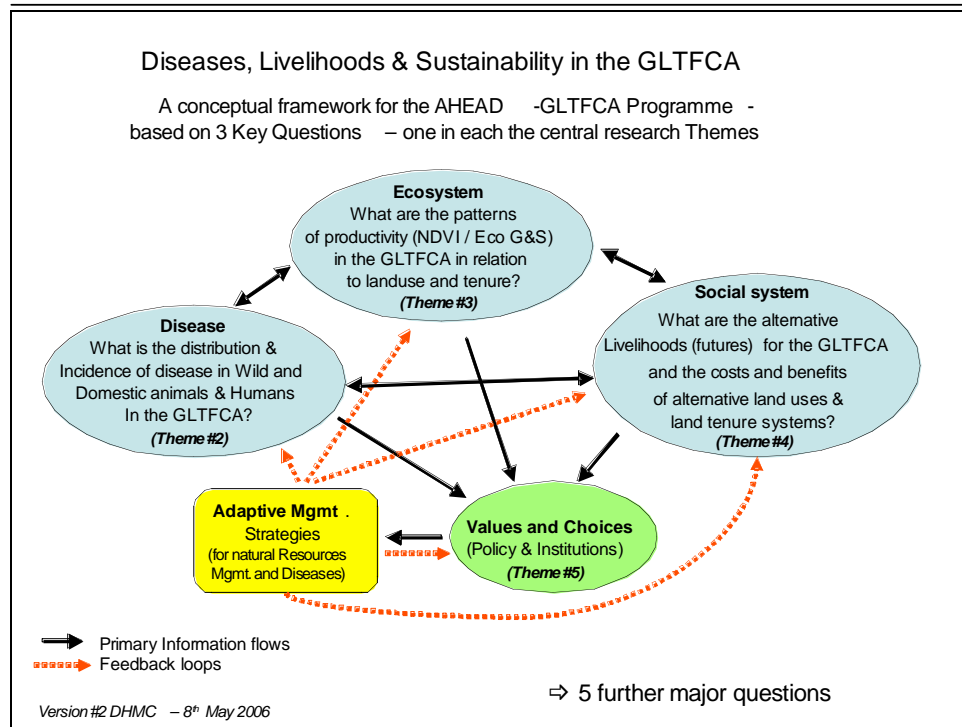 Diseases, Livelihoods & Sustainability in the GLTFCA
A conceptual framework for the AHEAD -GLTFCA Programme -
based on 3 Key Questions – one in each the central research Themes
Ecosystem
What are the patterns
of productivity (NDVI / Eco G&S)
in the GLTFCA in relation
to landuse and tenure?
(Theme #3)
Disease
What is the distribution &
Incidence of disease in Wild and
Domestic animals & Humans
In the GLTFCA?
(Theme #2)
Social system
What are the alternative
Livelihoods (futures) for the GLTFCA
and the costs and benefits
of alternative land uses &
land tenure systems?
(Theme #4)
Adaptive Mgmt .
Strategies
(for natural Resources
Mgmt. and Diseases)
Values and Choices
(Policy & Institutions)
(Theme #5)
Primary Information flows
Feedback loops
⇨ 5 further major questions
Version #2 DHMC – 8th May 2006